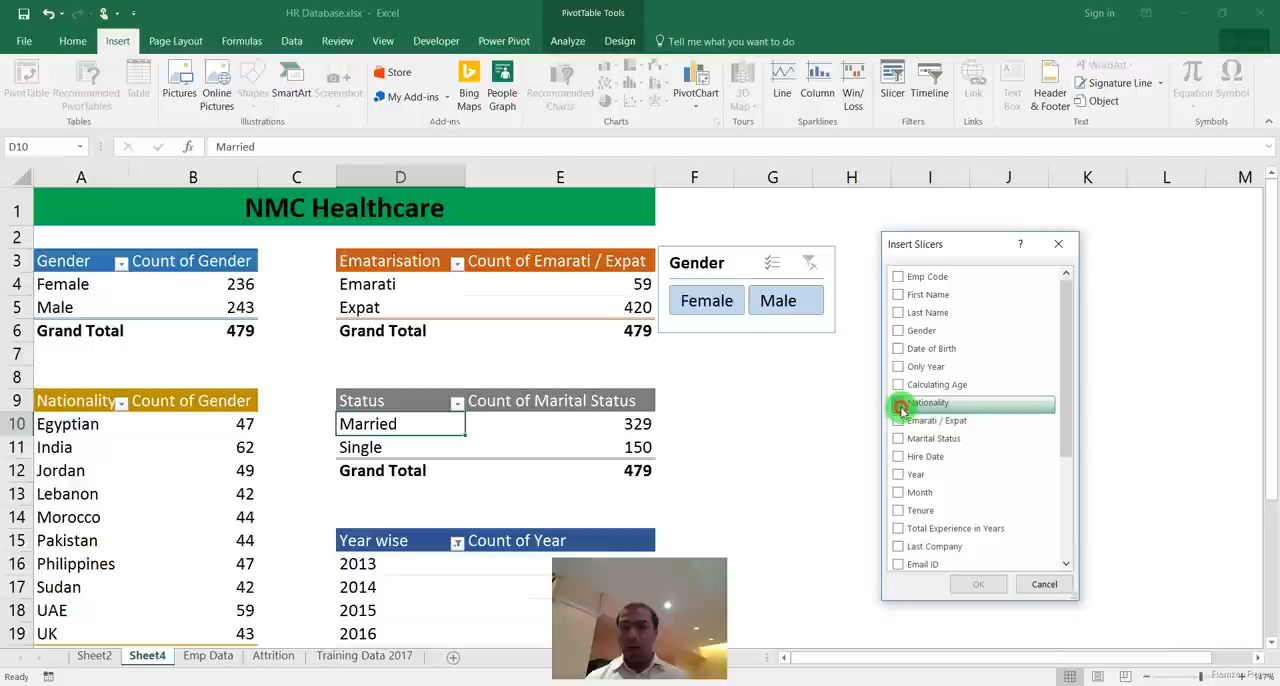 HR Database.xlsx - Excel
PivotTable Tools
Sign in
File Home Insert Page Layout Formulas Data Review View Developer Power Pivot Analyze Design Tell me what you want to do
PivotTable
Recommended PivotTables
Table
Tables
Pictures
Online Pictures
Shapes
SmartArt
Screenshot
Illustrations
Store
My Add-ins
Bing Maps
People Graph
Add-ins
Recommended Charts
PivotChart
Charts
3D Map
Tours
Line
Column
Win/ Loss
Sparklines
Slicer
Timeline
Filters
Link
Links
Text Box
Header & Footer
WordArt
Signature Line
Object
Text
Equation
Symbol
Symbols
D10 fx Married
A B C D E F G H I J K L M
1 NMC Healthcare
2
3 Gender Count of Gender Ematarisation Count of Emarati / Expat
4 Female 236 Emarati 59
5 Male 243 Expat 420
6 Grand Total 479 Grand Total 479
7
8
9 Nationality Count of Gender Status Count of Marital Status
10 Egyptian 47 Married 329
11 India 62 Single 150
12 Jordan 49 Grand Total 479
13 Lebanon 42
14 Morocco 44
15 Pakistan 44 Year wise Count of Year
16 Philippines 47 2013
17 Sudan 42 2014
18 UAE 59 2015
19 UK 43 2016
Gender
Female Male
Insert Slicers ?
Emp Code
First Name
Last Name
Gender
Date of Birth
Only Year
Calculating Age
Nationality
Emarati / Expat
Marital Status
Hire Date
Year
Month
Tenure
Total Experience in Years
Last Company
Email ID
OK Cancel
Sheet2 Sheet4 Emp Data Attrition Training Data 2017
Ready